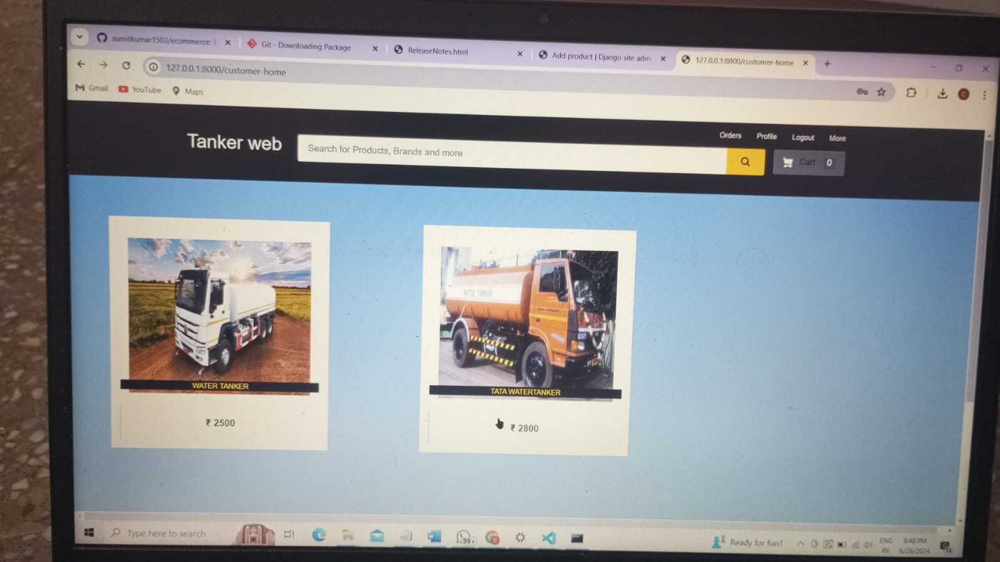 sumitkumar1503/ecommerce: E
Git - Downloading Package
ReleaseNotes.html
Add product | Django site adm
127.0.0.1:8000/customer-home
127.0.0.1:8000/customer-home
Gmail
YouTube
Maps
Orders
Profile
Logout
More
Tanker web
Search for Products, Brands and more
Cart 0
WATER TANKER
WATER TANKER
TATA WATERTANKER
₹ 2500
₹ 2800
Type here to search
99+
Ready for fun?
ENG
IN
8:48 PM
6/26/2024